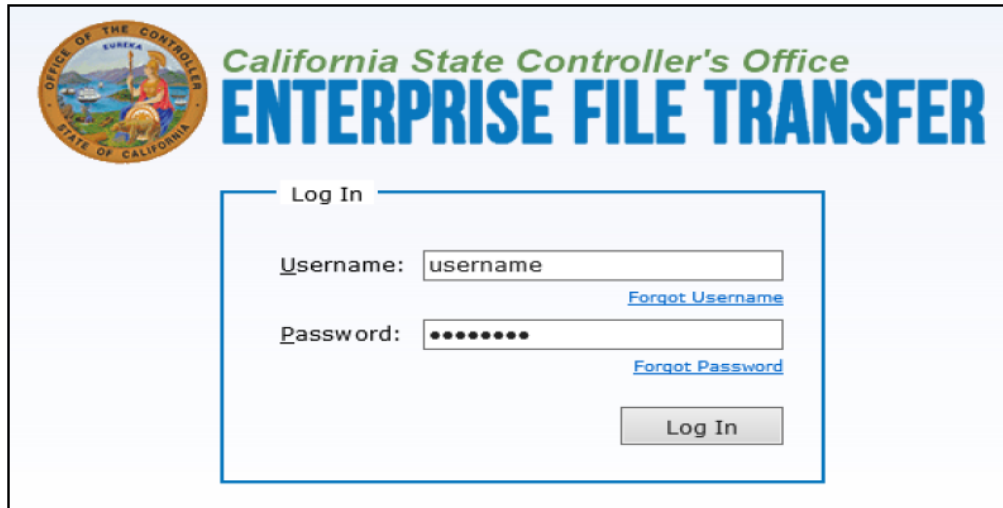 OFFICE OF THE CONTROLLER
EUREKA
STATE OF CALIFORNIA
California State Controller's Office
ENTERPRISE FILE TRANSFER
Log In
Username: username
Forgot Username
Password: ••••••••
Forgot Password
Log In